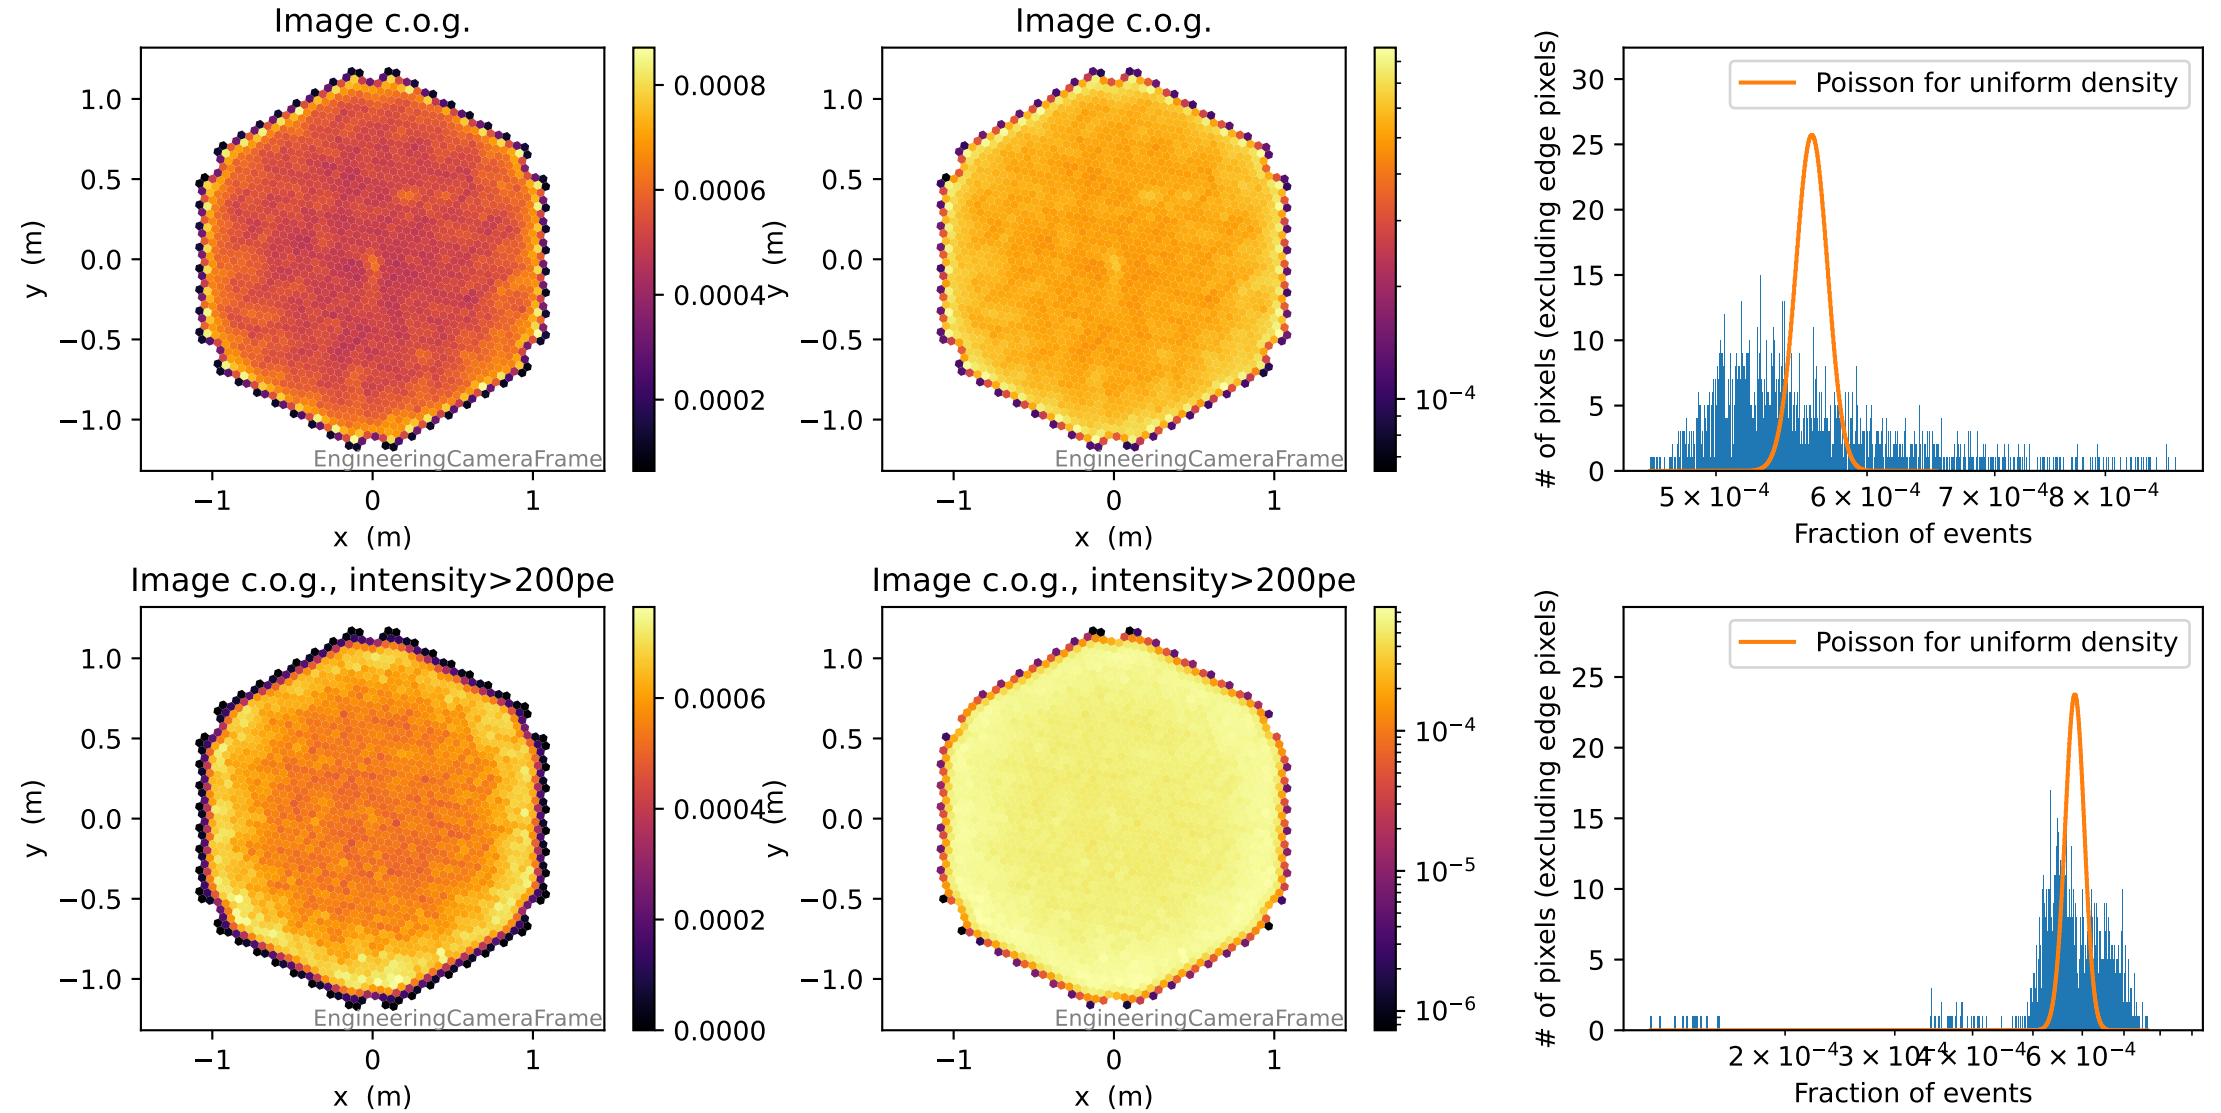 Image c.o.g.
1.0
0.5
0.0
−0.5
−1.0
y (m)
−1
0
1
x (m)
EngineeringCameraFrame
0.0008
0.0006
0.0004
0.0002
Image c.o.g.
1.0
0.5
0.0
−0.5
−1.0
y (m)
−1
0
1
x (m)
EngineeringCameraFrame
10⁻⁴
# of pixels (excluding edge pixels)
30
25
20
15
10
5
0
Poisson for uniform density
5 × 10⁻⁴
6 × 10⁻⁴
7 × 10⁻⁴
8 × 10⁻⁴
Fraction of events
Image c.o.g., intensity>200pe
1.0
0.5
0.0
−0.5
−1.0
y (m)
−1
0
1
x (m)
EngineeringCameraFrame
0.0006
0.0004
0.0002
0.0000
Image c.o.g., intensity>200pe
1.0
0.5
0.0
−0.5
−1.0
y (m)
−1
0
1
x (m)
EngineeringCameraFrame
10⁻⁴
10⁻⁵
10⁻⁶
# of pixels (excluding edge pixels)
25
20
15
10
5
0
Poisson for uniform density
2 × 10⁻⁴
3 × 10⁻⁴
4 × 10⁻⁴
6 × 10⁻⁴
Fraction of events